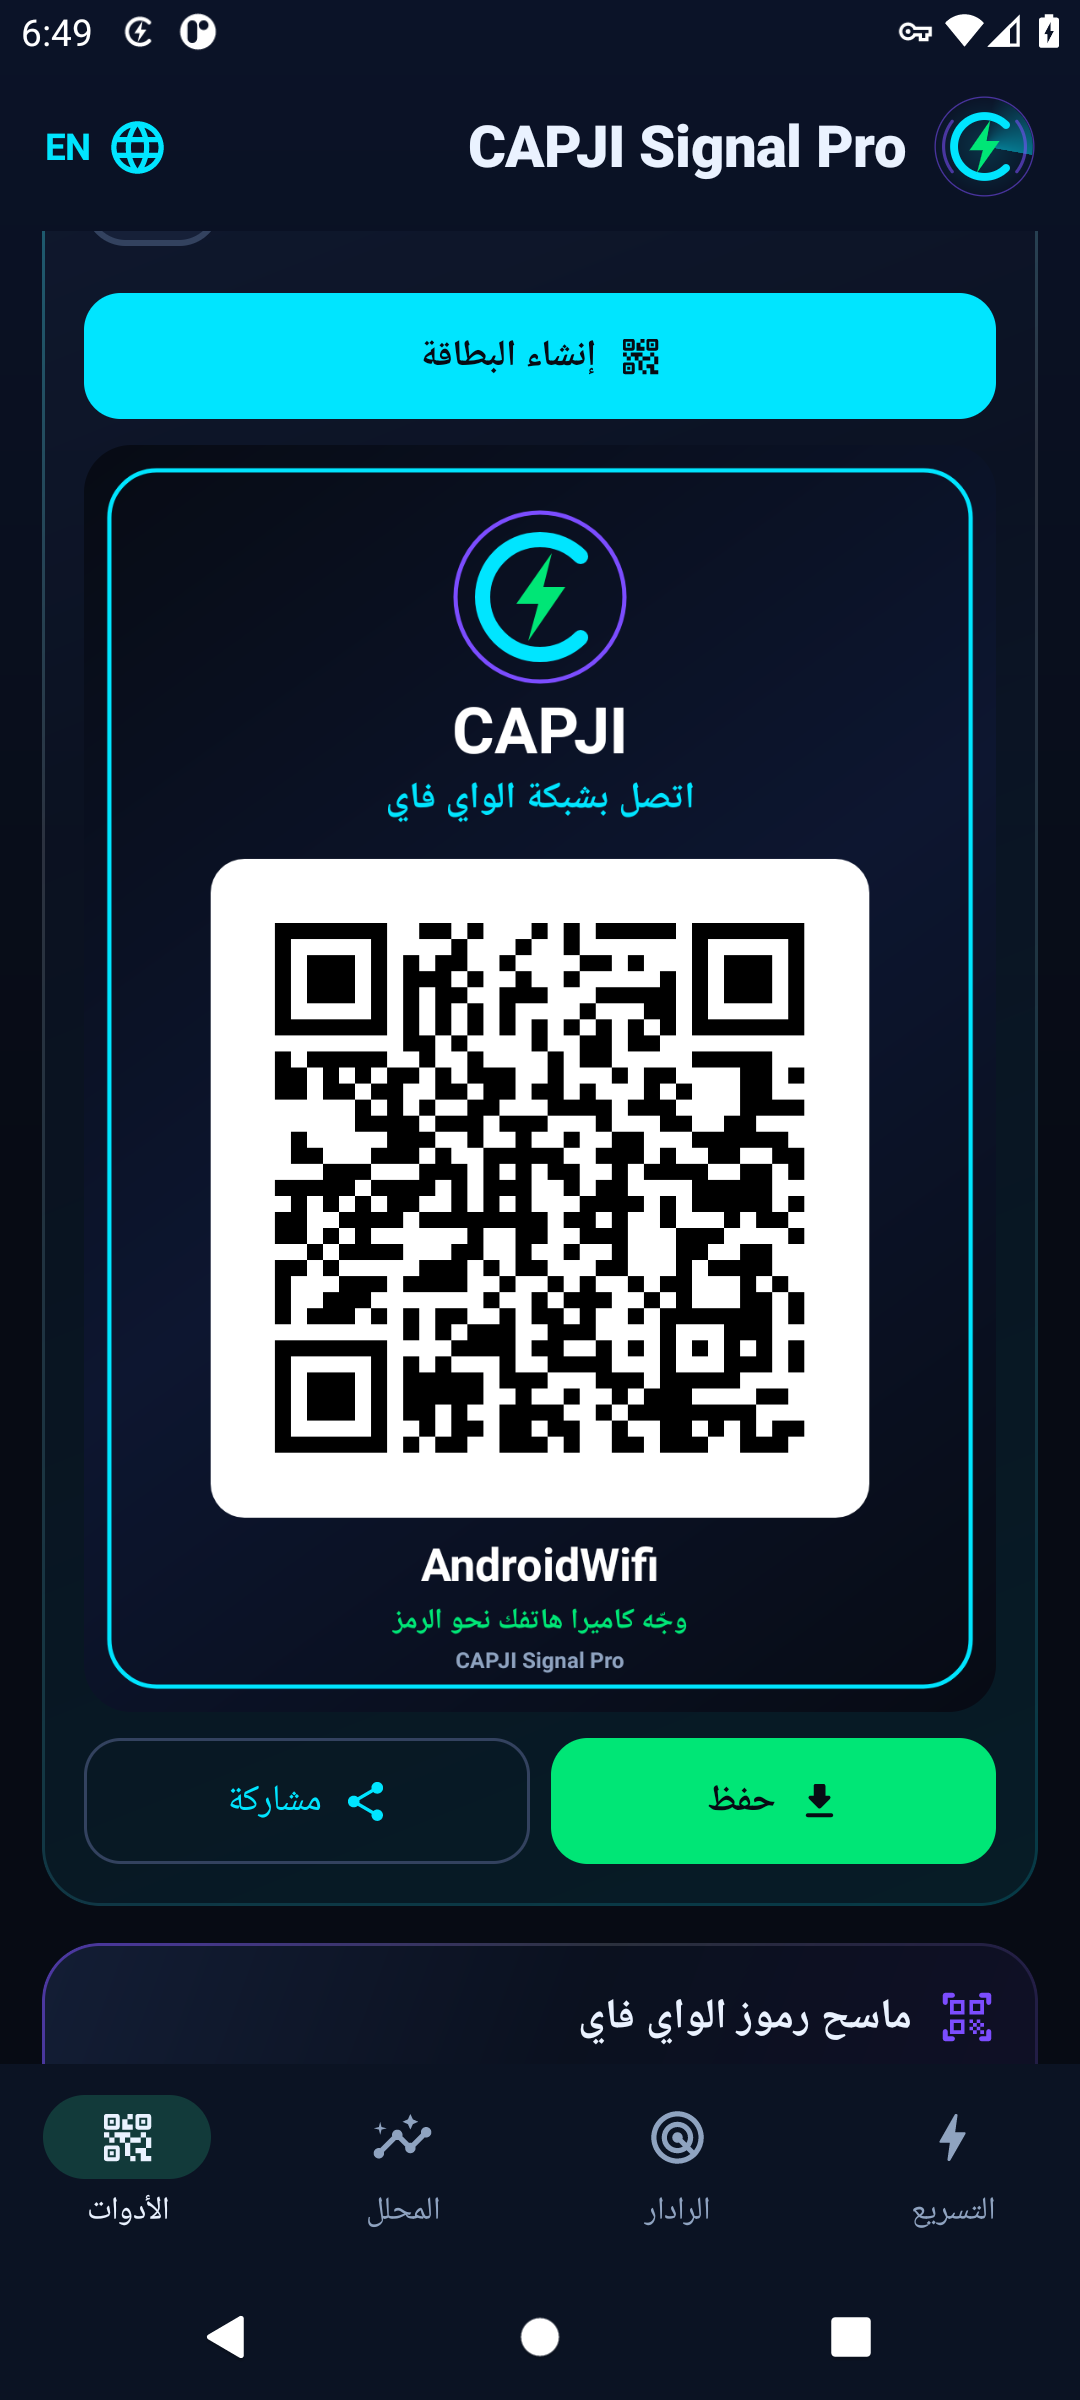 6:49
CAPJI Signal Pro
EN
إنشاء البطاقة
CAPJI
اتصل بشبكة الواي فاي
AndroidWifi
وجّه كاميرا هاتفك نحو الرمز
CAPJI Signal Pro
حفظ
مشاركة
ماسح رموز الواي فاي
التسريع
الرادار
المحلل
الأدوات